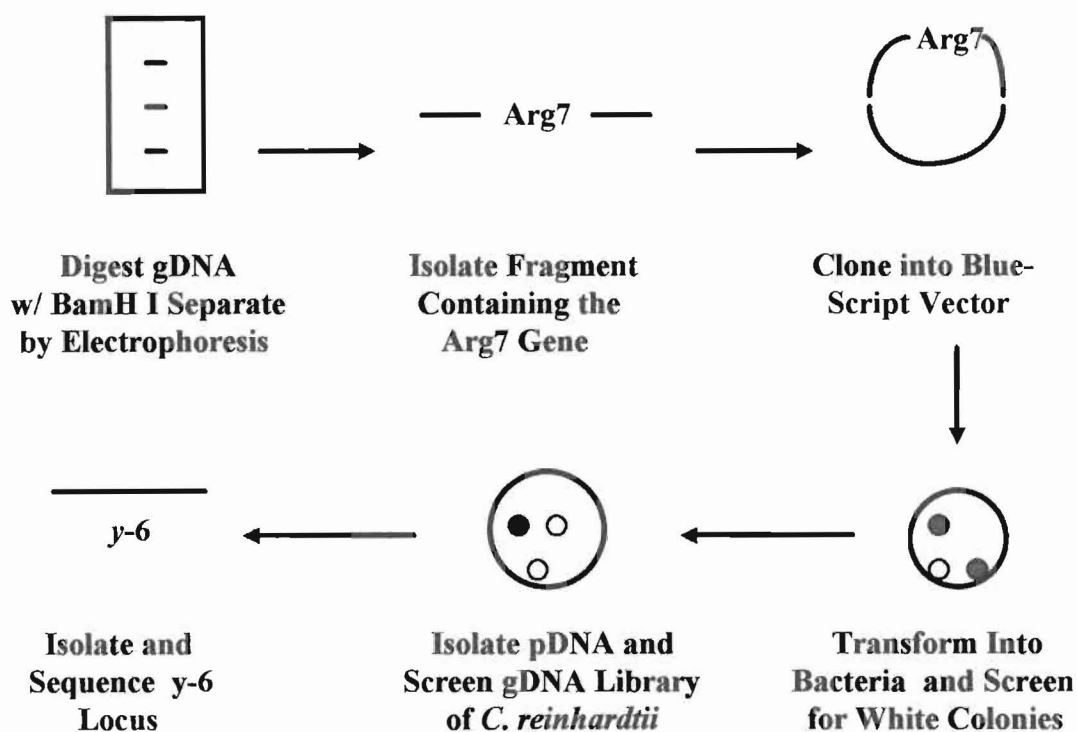 Arg7
Arg7
Digest gDNA
w/ BamH I Separate
by Electrophoresis
Isolate Fragment
Containing the
Arg7 Gene
Clone into Blue-
Script Vector
y-6
Isolate and
Sequence y-6
Locus
Isolate pDNA and
Screen gDNA Library
of C. reinhardtii
Transform Into
Bacteria and Screen
for White Colonies